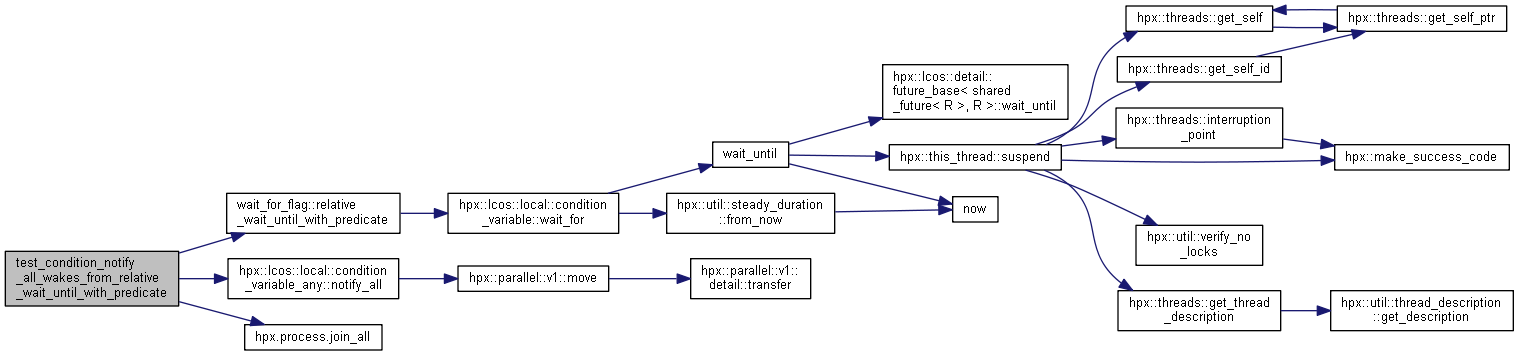 test_condition_notify
_all_wakes_from_relative
_wait_until_with_predicate
wait_for_flag::relative
_wait_until_with_predicate
hpx::lcos::local::condition
_variable_any::notify_all
hpx.process.join_all
hpx::lcos::local::condition
_variable::wait_for
hpx::parallel::v1::move
wait_until
hpx::util::steady_duration
::from_now
hpx::parallel::v1::
detail::transfer
hpx::lcos::detail::
future_base< shared
_future< R >, R >::wait_until
hpx::this_thread::suspend
now
hpx::threads::get_self
hpx::threads::get_self_id
hpx::threads::interruption
_point
hpx::util::verify_no
_locks
hpx::threads::get_thread
_description
hpx::threads::get_self_ptr
hpx::make_success_code
hpx::util::thread_description
::get_description